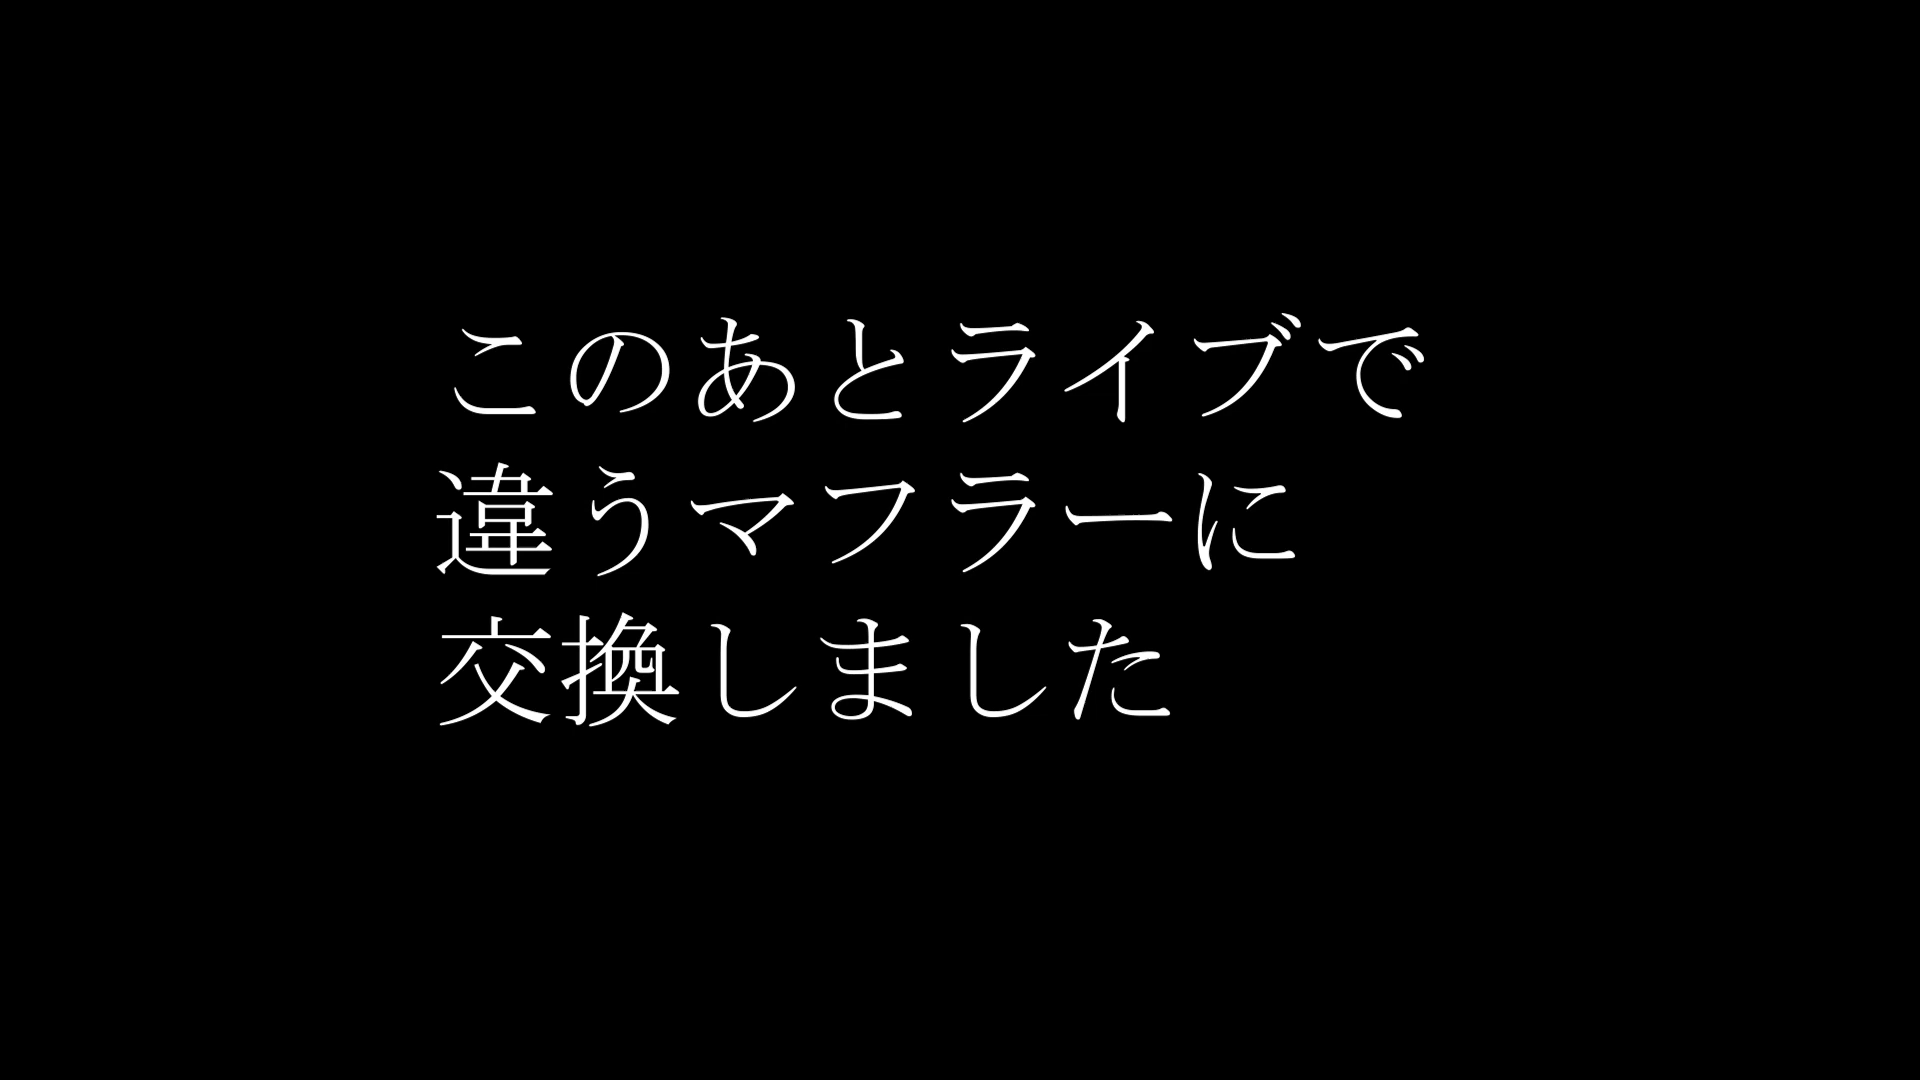 このあとライブで
違うマフラーに
交換しました